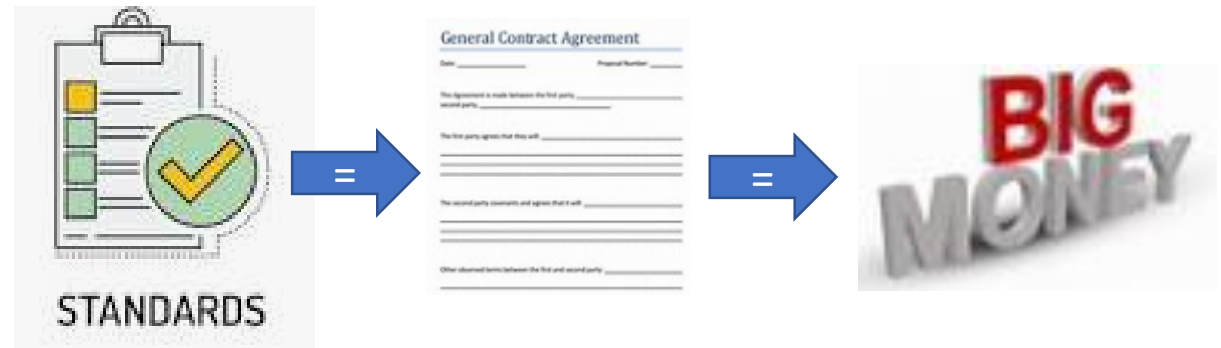 STANDARDS
=
General Contract Agreement
Date: Proposal Number:
This Agreement is made between the first party,
second party,
The first party agrees that they will
The second party covenants and agrees that it will
Other observed terms between the first and second party:
=
BIG
MONEY